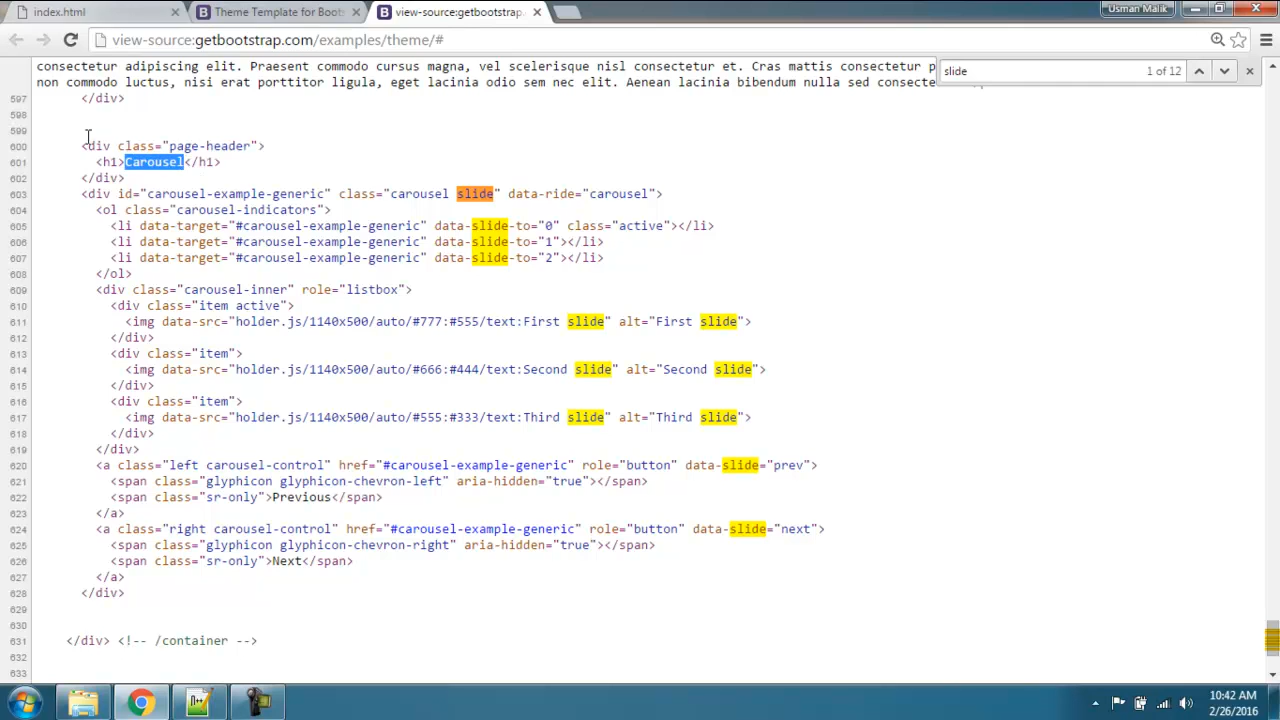 index.html
Theme Template for Boots
view-source:getbootstrap.
Usman Malik
view-source:getbootstrap.com/examples/theme/#
slide
1 of 12
consectetur adipiscing elit. Praesent commodo cursus magna, vel scelerisque nisl consectetur et. Cras mattis consectetur p
non commodo luctus, nisi erat porttitor ligula, eget lacinia odio sem nec elit. Aenean lacinia bibendum nulla sed consecte
597 </div>
598
599
600 <div class="page-header">
601 <h1>Carousel</h1>
602 </div>
603 <div id="carousel-example-generic" class="carousel slide" data-ride="carousel">
604 <ol class="carousel-indicators">
605 <li data-target="#carousel-example-generic" data-slide-to="0" class="active"></li>
606 <li data-target="#carousel-example-generic" data-slide-to="1"></li>
607 <li data-target="#carousel-example-generic" data-slide-to="2"></li>
608 </ol>
609 <div class="carousel-inner" role="listbox">
610 <div class="item active">
611 <img data-src="holder.js/1140x500/auto/#777:#555/text:First slide" alt="First slide">
612 </div>
613 <div class="item">
614 <img data-src="holder.js/1140x500/auto/#666:#444/text:Second slide" alt="Second slide">
615 </div>
616 <div class="item">
617 <img data-src="holder.js/1140x500/auto/#555:#333/text:Third slide" alt="Third slide">
618 </div>
619 </div>
620 <a class="left carousel-control" href="#carousel-example-generic" role="button" data-slide="prev">
621 <span class="glyphicon glyphicon-chevron-left" aria-hidden="true"></span>
622 <span class="sr-only">Previous</span>
623 </a>
624 <a class="right carousel-control" href="#carousel-example-generic" role="button" data-slide="next">
625 <span class="glyphicon glyphicon-chevron-right" aria-hidden="true"></span>
626 <span class="sr-only">Next</span>
627 </a>
628 </div>
629
630
631 </div> <!-- /container -->
632
633
10:42 AM
2/26/2016